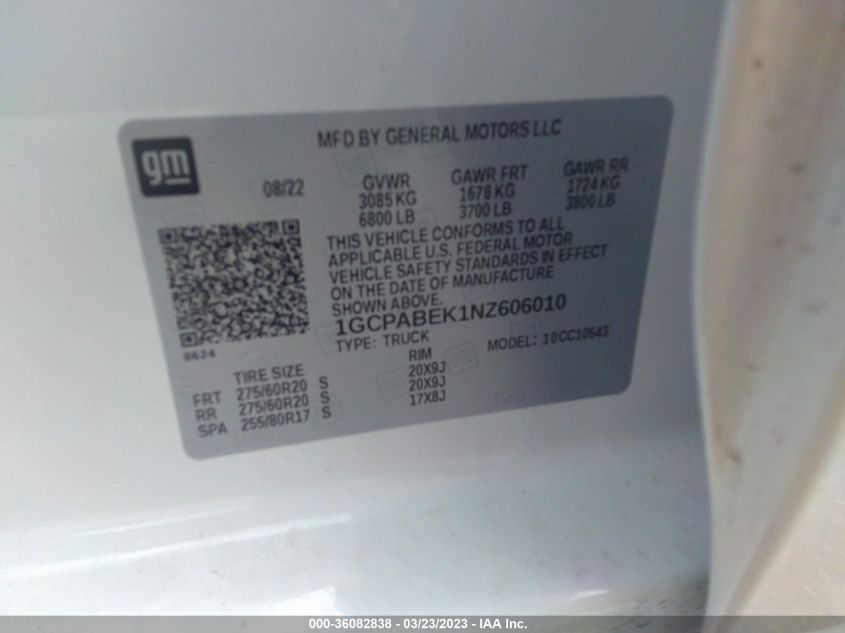 gm
MFD BY GENERAL MOTORS LLC
08/22
GVWR GAWR FRT GAWR RR
3085 KG 1678 KG 1724 KG
6800 LB 3700 LB 3800 LB
THIS VEHICLE CONFORMS TO ALL
APPLICABLE U.S. FEDERAL MOTOR
VEHICLE SAFETY STANDARDS IN EFFECT
ON THE DATE OF MANUFACTURE
SHOWN ABOVE.
1GCPABEK1NZ606010
TYPE: TRUCK MODEL: 10CC10543
TIRE SIZE RIM
FRT 275/60R20 S 20X9J
RR 275/60R20 S 20X9J
SPA 255/80R17 S 17X8J
000-36082838 - 03/23/2023 - IAA Inc.